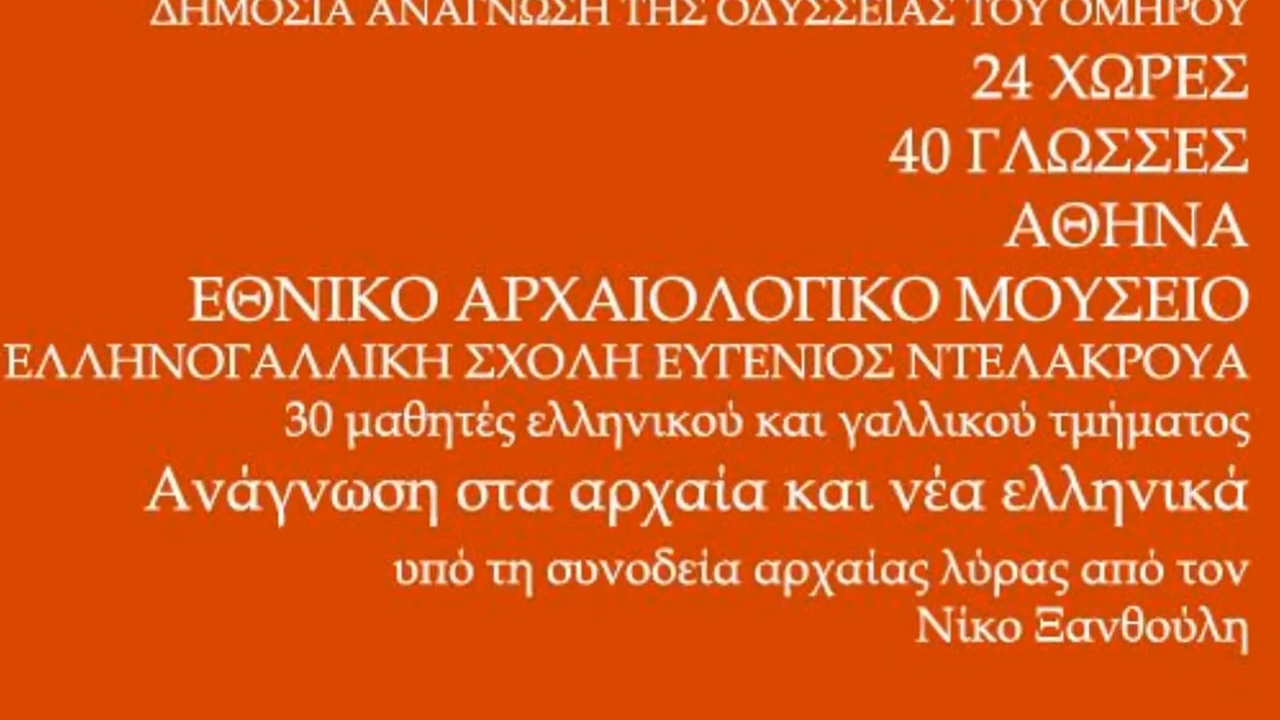 ΔΗΜΟΣΙΑ ΑΝΑΓΝΩΣΗ ΤΗΣ ΟΔΥΣΣΕΙΑΣ ΤΟΥ ΟΜΗΡΟΥ
24 ΧΩΡΕΣ
40 ΓΛΩΣΣΕΣ
ΑΘΗΝΑ
ΕΘΝΙΚΟ ΑΡΧΑΙΟΛΟΓΙΚΟ ΜΟΥΣΕΙΟ
ΕΛΛΗΝΟΓΑΛΛΙΚΗ ΣΧΟΛΗ ΕΥΓΕΝΙΟΣ ΝΤΕΛΑΚΡΟΥΑ
30 μαθητές ελληνικού και γαλλικού τμήματος
Ανάγνωση στα αρχαία και νέα ελληνικά
υπό τη συνοδεία αρχαίας λύρας από τον
Νίκο Ξανθούλη